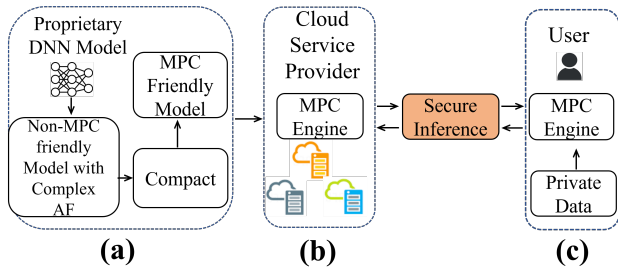 Proprietary
DNN Model
Non-MPC
friendly
Model with
Complex
AF
MPC
Friendly
Model
Compact
(a)
Cloud
Service
Provider
MPC
Engine
(b)
Secure
Inference
User
MPC
Engine
Private
Data
(c)